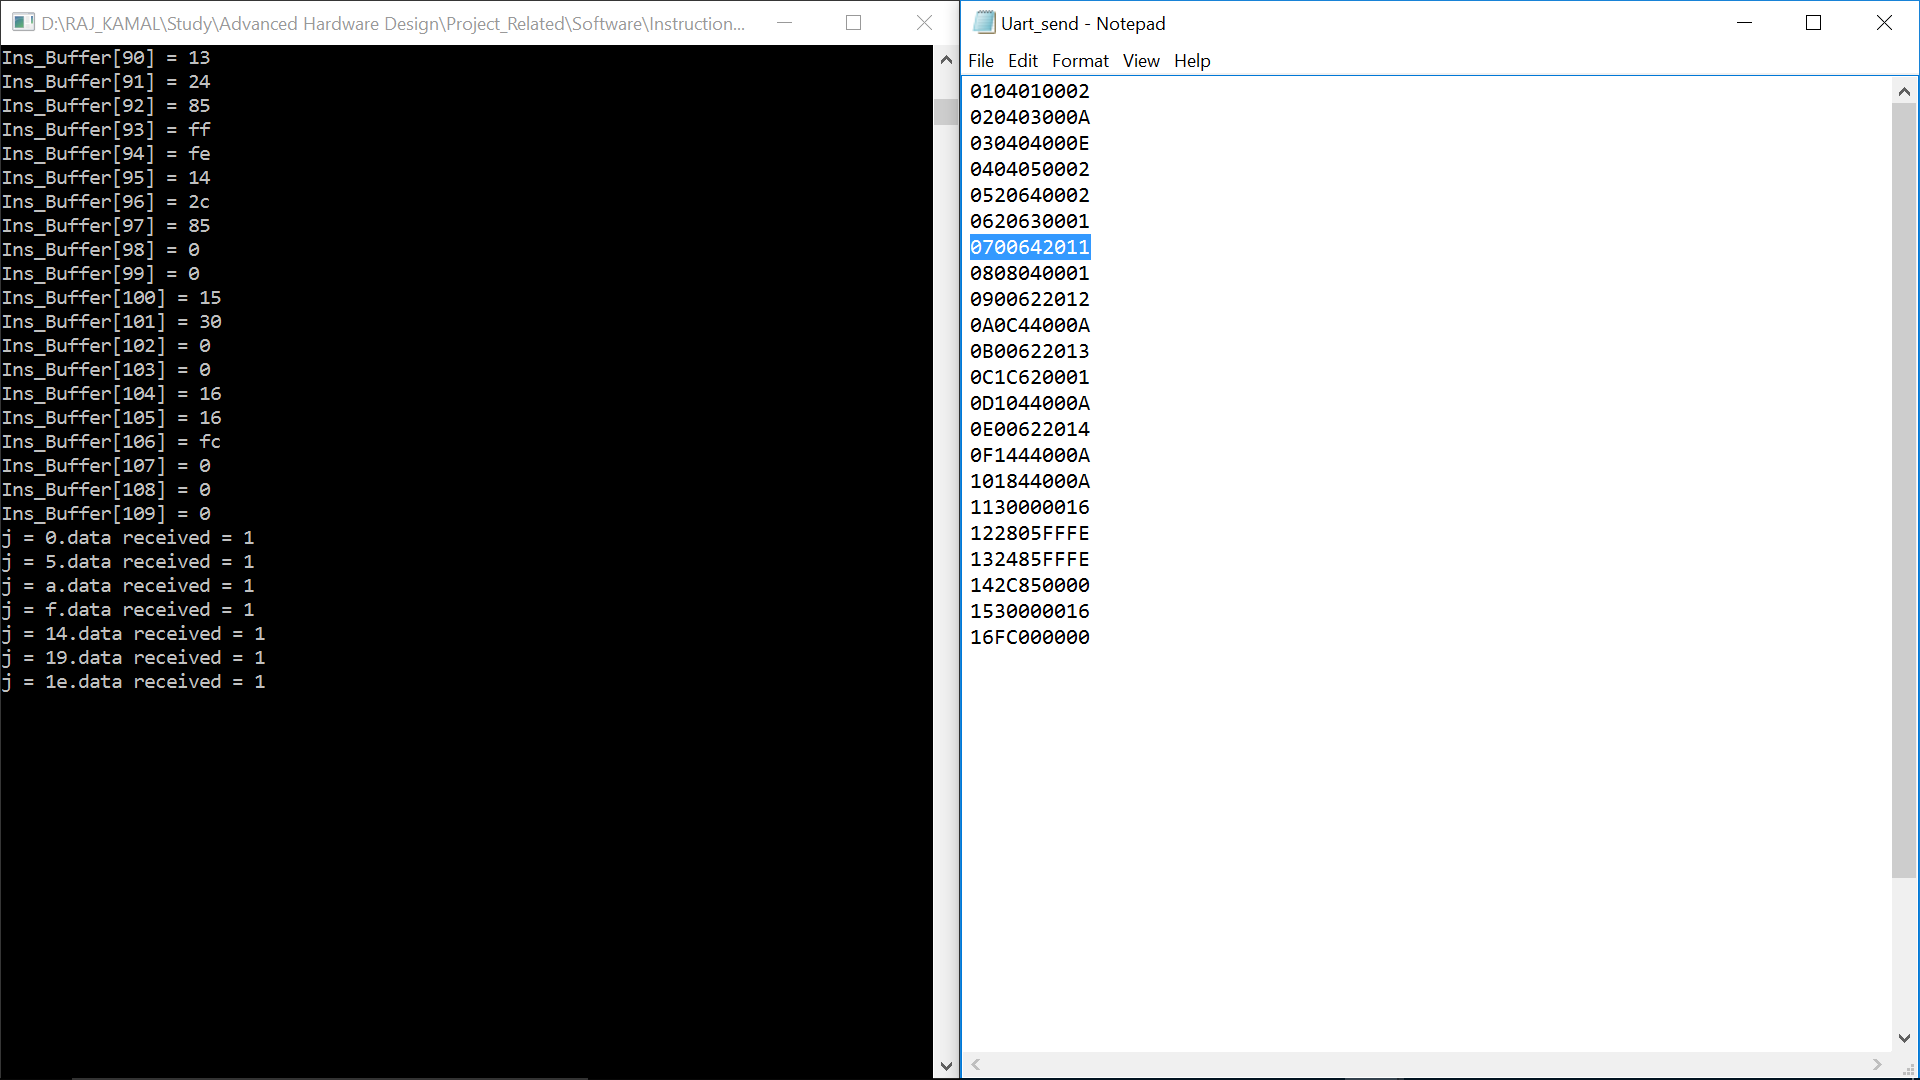 D:\RAJ_KAMAL\Study\Advanced Hardware Design\Project_Related\Software\Instruction...
Ins_Buffer[90] = 13
Ins_Buffer[91] = 24
Ins_Buffer[92] = 85
Ins_Buffer[93] = ff
Ins_Buffer[94] = fe
Ins_Buffer[95] = 14
Ins_Buffer[96] = 2c
Ins_Buffer[97] = 85
Ins_Buffer[98] = 0
Ins_Buffer[99] = 0
Ins_Buffer[100] = 15
Ins_Buffer[101] = 30
Ins_Buffer[102] = 0
Ins_Buffer[103] = 0
Ins_Buffer[104] = 16
Ins_Buffer[105] = 16
Ins_Buffer[106] = fc
Ins_Buffer[107] = 0
Ins_Buffer[108] = 0
Ins_Buffer[109] = 0
j = 0.data received = 1
j = 5.data received = 1
j = a.data received = 1
j = f.data received = 1
j = 14.data received = 1
j = 19.data received = 1
j = 1e.data received = 1
Uart_send - Notepad
File Edit Format View Help
0104010002
020403000A
030404000E
0404050002
0520640002
0620630001
0700642011
0808040001
0900622012
0A0C44000A
0B00622013
0C1C620001
0D1044000A
0E00622014
0F1444000A
101844000A
1130000016
122805FFFE
132485FFFE
142C850000
1530000016
16FC000000